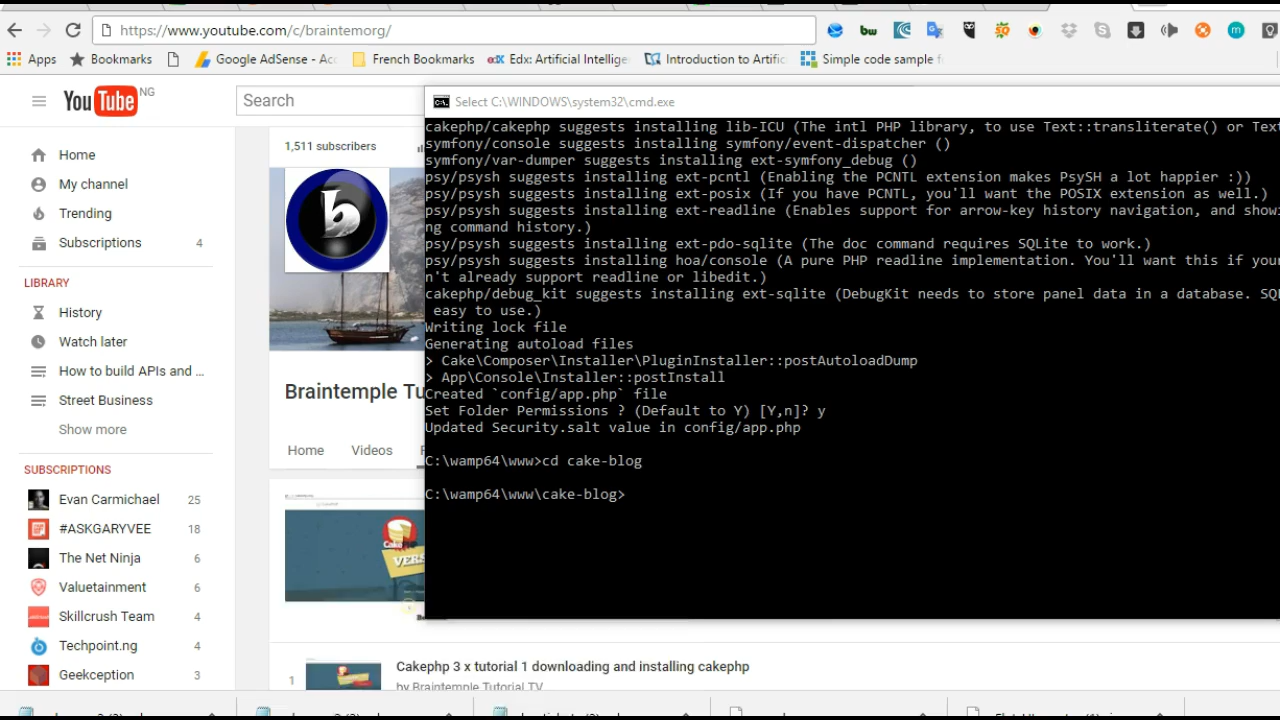 https://www.youtube.com/c/braintemorg/
bw
Apps
Bookmarks
Google AdSense - Acc
French Bookmarks
edX
Edx: Artificial Intellige
Introduction to Artific
Simple code sample f
YouTube NG
Search
Home
My channel
Trending
Subscriptions 4
LIBRARY
History
Watch later
How to build APIs and ...
Street Business
Show more
SUBSCRIPTIONS
Evan Carmichael 25
#ASKGARYVEE 18
The Net Ninja 6
Valuetainment 6
Skillcrush Team 4
Techpoint.ng 4
Geekception 3
1,511 subscribers
b
Braintemple Tu
Home Videos
Cake
VERS
1
Cakephp 3 x tutorial 1 downloading and installing cakephp
by Braintemple Tutorial TV
Select C:\WINDOWS\system32\cmd.exe
cakephp/cakephp suggests installing lib-ICU (The intl PHP library, to use Text::transliterate() or Text
symfony/console suggests installing symfony/event-dispatcher ()
symfony/var-dumper suggests installing ext-symfony_debug ()
psy/psysh suggests installing ext-pcntl (Enabling the PCNTL extension makes PsySH a lot happier :))
psy/psysh suggests installing ext-posix (If you have PCNTL, you'll want the POSIX extension as well.)
psy/psysh suggests installing ext-readline (Enables support for arrow-key history navigation, and showi
ng command history.)
psy/psysh suggests installing ext-pdo-sqlite (The doc command requires SQLite to work.)
psy/psysh suggests installing hoa/console (A pure PHP readline implementation. You'll want this if your
n't already support readline or libedit.)
cakephp/debug_kit suggests installing ext-sqlite (DebugKit needs to store panel data in a database. SQL
easy to use.)
Writing lock file
Generating autoload files
> Cake\Composer\Installer\PluginInstaller::postAutoloadDump
> App\Console\Installer::postInstall
Created `config/app.php` file
Set Folder Permissions ? (Default to Y) [Y,n]? y
Updated Security.salt value in config/app.php
C:\wamp64\www>cd cake-blog
C:\wamp64\www\cake-blog>